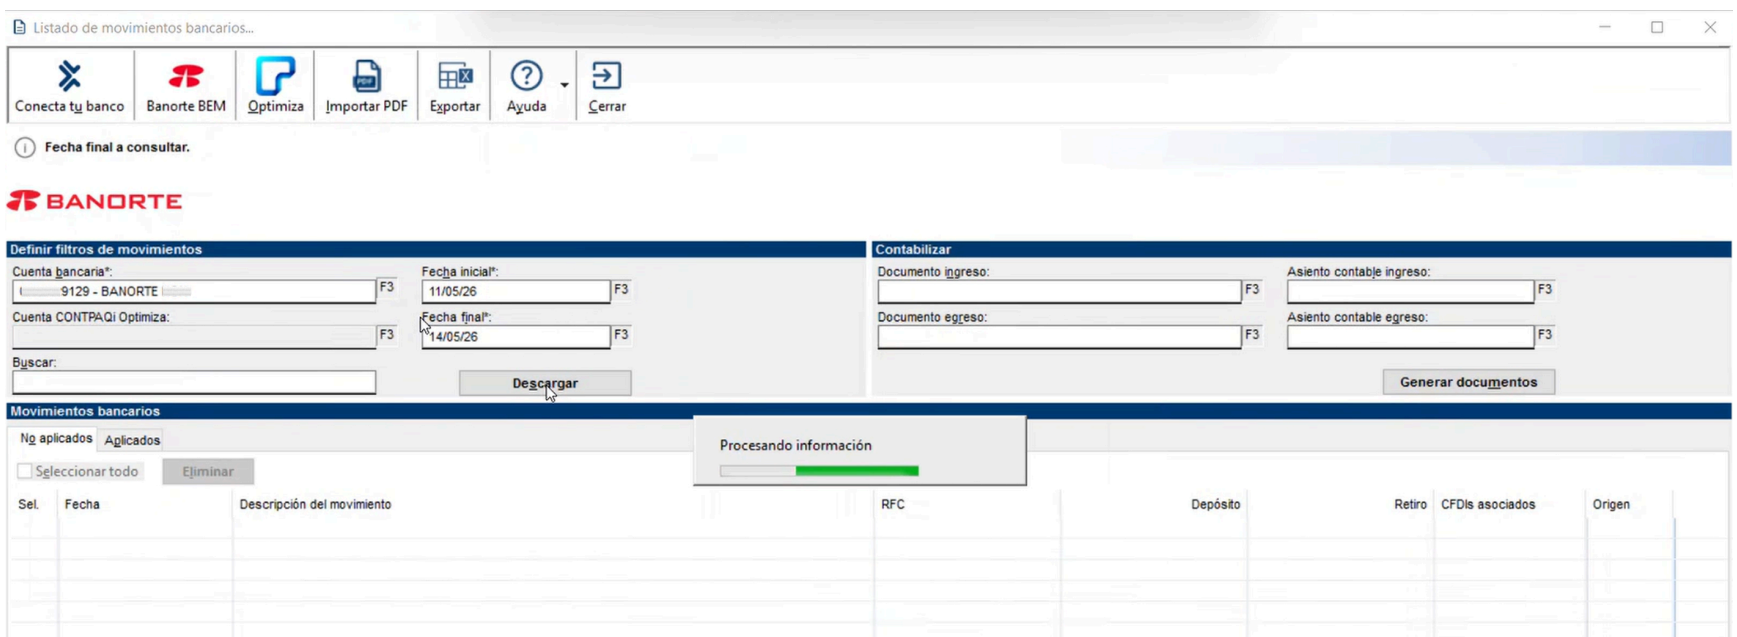 Listado de movimientos bancarios...
Conecta tu banco
Banorte BEM
Optimiza
PDF
Importar PDF
X
Exportar
?
Ayuda
Cerrar
Fecha final a consultar.
BANORTE
Definir filtros de movimientos
Cuenta bancaria*:
9129 - BANORTE
F3
Fecha inicial*:
11/05/26
F3
Cuenta CONTPAQi Optimiza:
F3
Fecha final*:
14/05/26
F3
Buscar:
Descargar
Contabilizar
Documento ingreso:
F3
Asiento contable ingreso:
F3
Documento egreso:
F3
Asiento contable egreso:
F3
Generar documentos
Movimientos bancarios
No aplicados
Aplicados
Procesando información
Seleccionar todo
Eliminar
Sel.
Fecha
Descripción del movimiento
RFC
Depósito
Retiro
CFDIs asociados
Origen